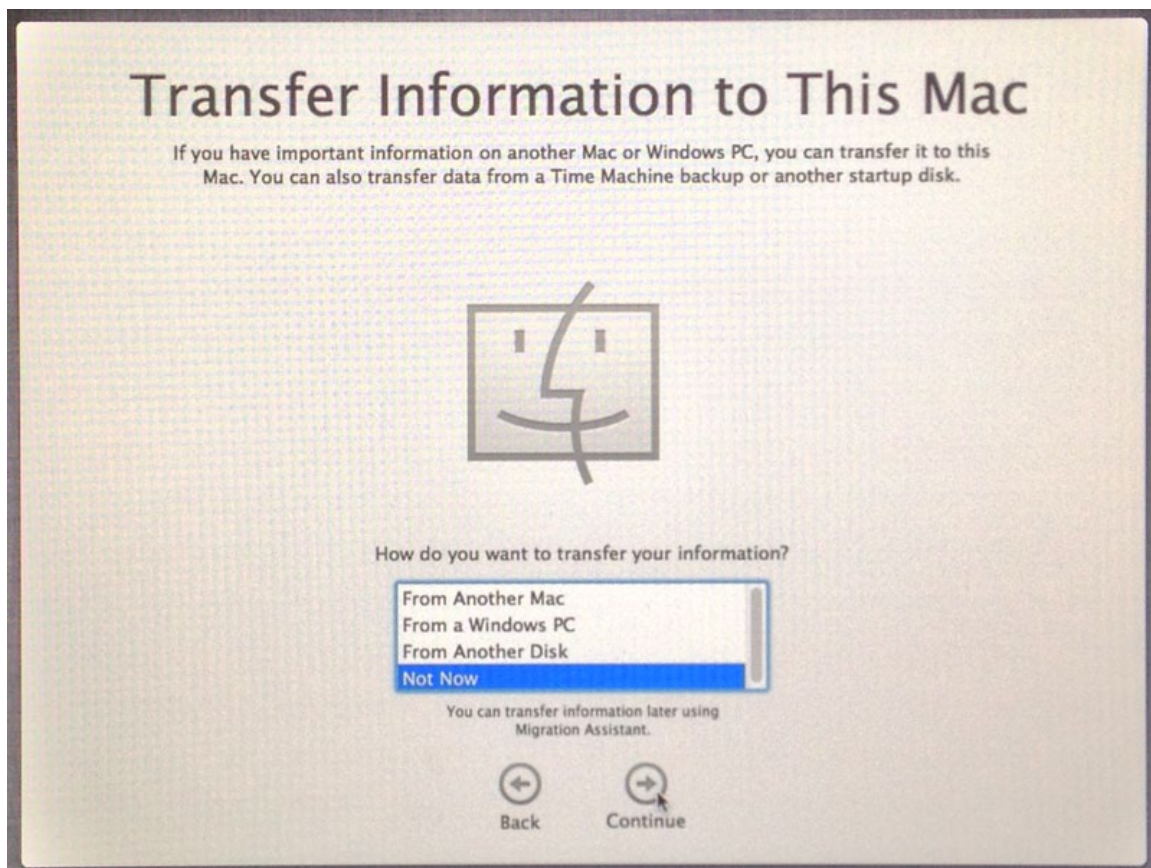 Transfer Information to This Mac
If you have important information on another Mac or Windows PC, you can transfer it to this
Mac. You can also transfer data from a Time Machine backup or another startup disk.
How do you want to transfer your information?
From Another Mac
From a Windows PC
From Another Disk
Not Now
You can transfer information later using
Migration Assistant.
Back
Continue